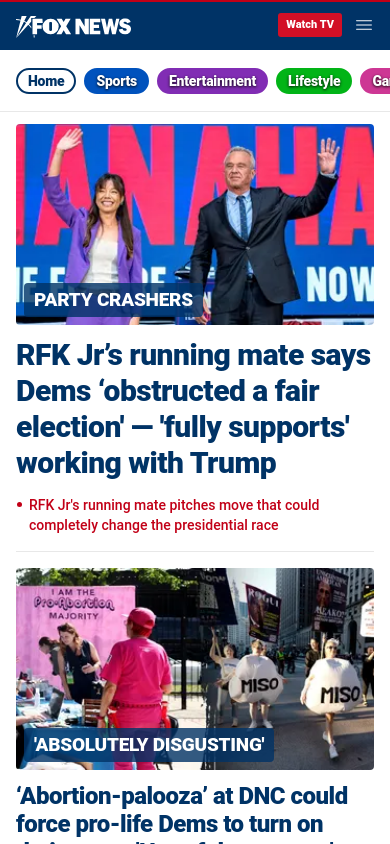 FOX NEWS
Watch TV
Home
Sports
Entertainment
Lifestyle
Ga
ANAHA
NOW
PARTY CRASHERS
RFK Jr’s running mate says
Dems ‘obstructed a fair
election' — 'fully supports'
working with Trump
RFK Jr's running mate pitches move that could
completely change the presidential race
I AM THE
Pro-Abortion
MAJORITY
MISO
MISO
'ABSOLUTELY DISGUSTING'
‘Abortion-palooza’ at DNC could
force pro-life Dems to turn on